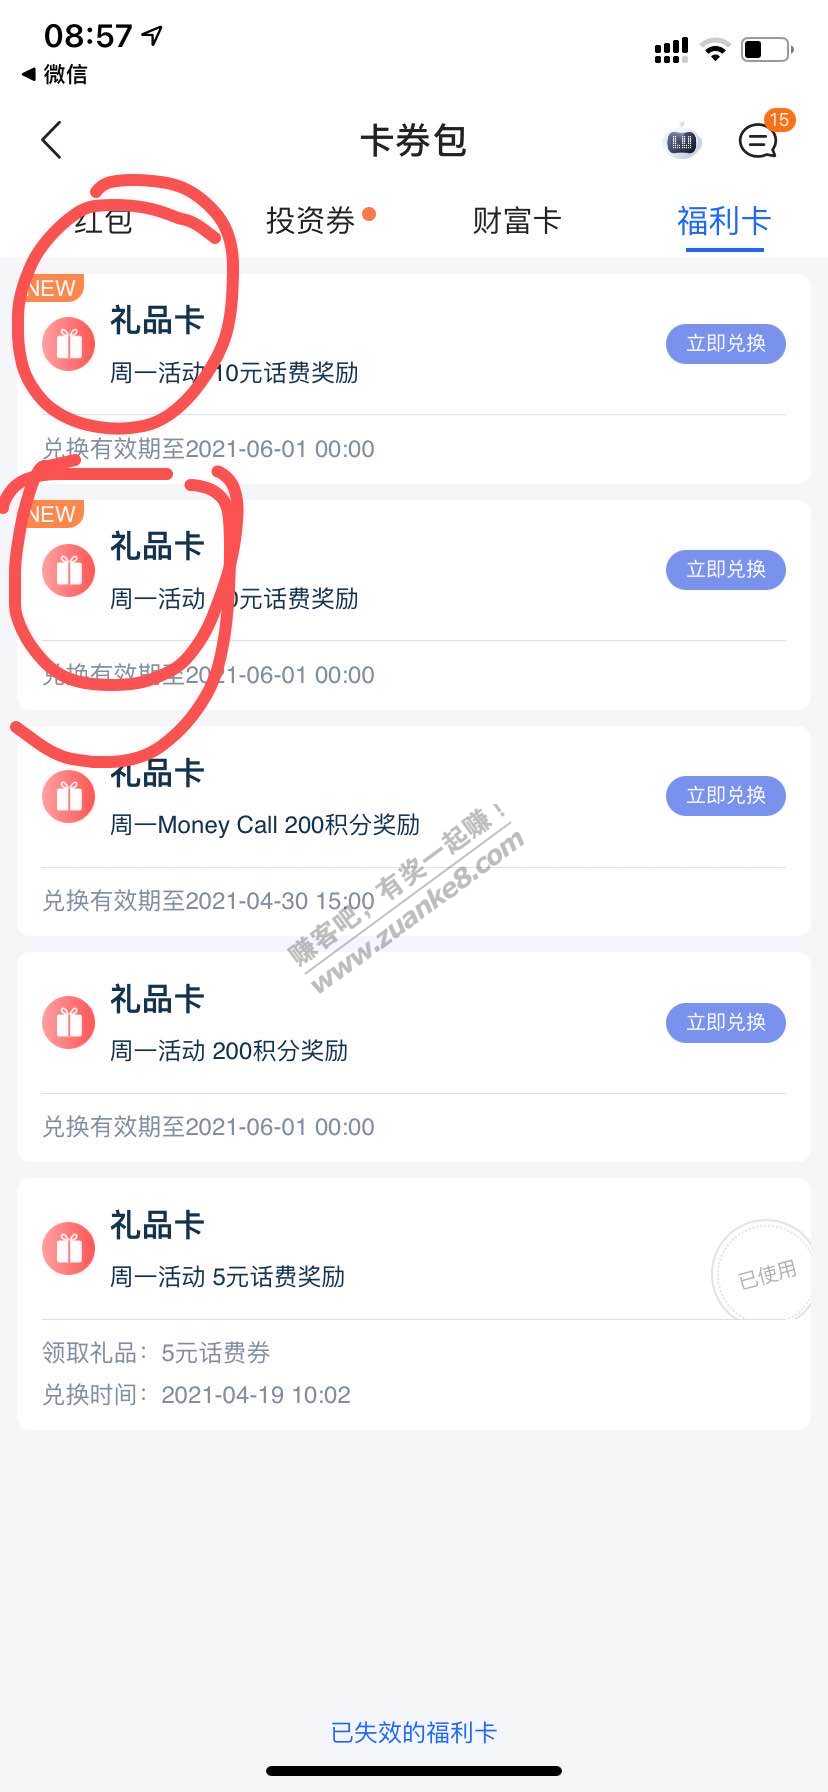 08:57
微信
15
卡券包
红包
投资券
财富卡
福利卡
NEW
礼品卡
立即兑换
周一活动 10元话费奖励
兑换有效期至2021-06-01 00:00
NEW
礼品卡
立即兑换
周一活动 0元话费奖励
兑换有效期至2021-06-01 00:00
礼品卡
立即兑换
周一Money Call 200积分奖励
兑换有效期至2021-04-30 15:00
赚客吧，有奖一起赚！
www.zuanke8.com
礼品卡
立即兑换
周一活动 200积分奖励
兑换有效期至2021-06-01 00:00
礼品卡
周一活动 5元话费奖励
已使用
领取礼品：5元话费券
兑换时间：2021-04-19 10:02
已失效的福利卡